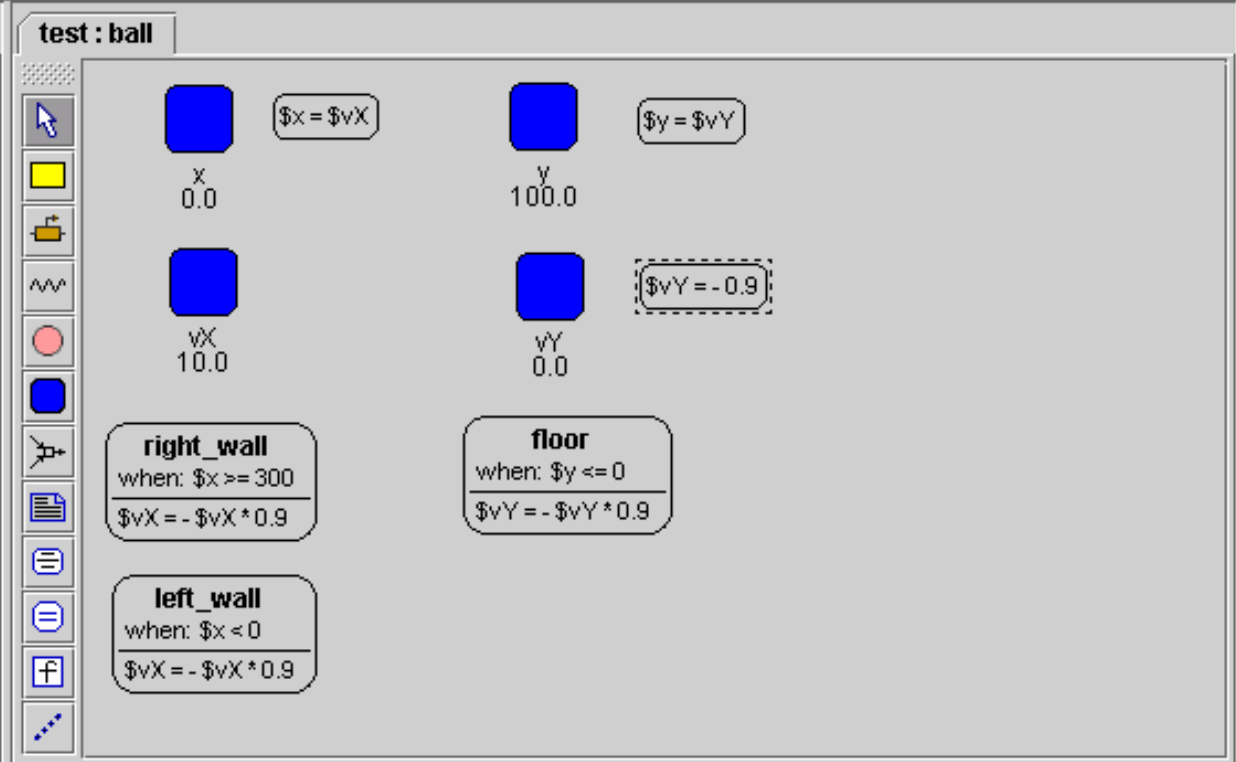 test : ball
$x = $vX
$y = $vY
x
0.0
y
100.0
$vY = - 0.9
vX
10.0
vY
0.0
right_wall
when: $x >= 300
$vX = - $vX * 0.9
floor
when: $y <= 0
$vY = - $vY * 0.9
left_wall
when: $x < 0
$vX = - $vX * 0.9
f